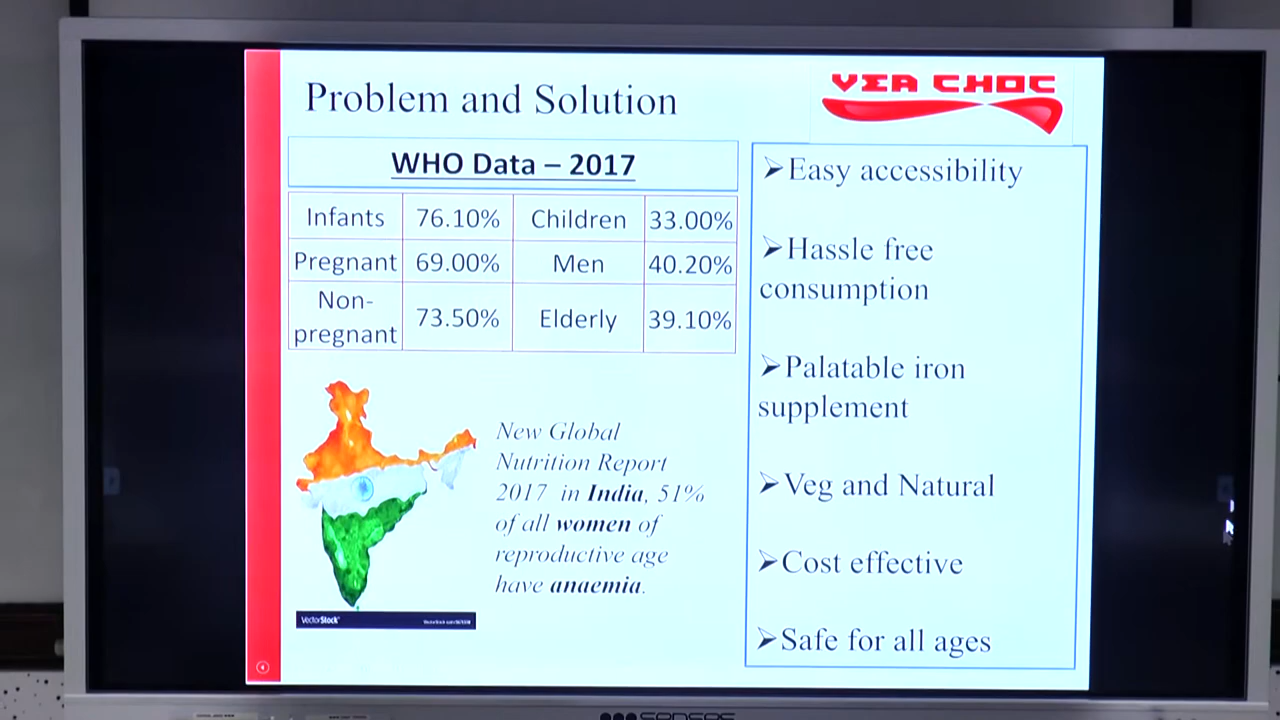 Problem and Solution
VEA CHOC
WHO Data – 2017
Infants 76.10% Children 33.00%
Pregnant 69.00% Men 40.20%
Non-
pregnant 73.50% Elderly 39.10%
New Global
Nutrition Report
2017 in India, 51%
of all women of
reproductive age
have anaemia.
VectorStock
4
➢Easy accessibility
➢Hassle free
consumption
➢Palatable iron
supplement
➢Veg and Natural
➢Cost effective
➢Safe for all ages